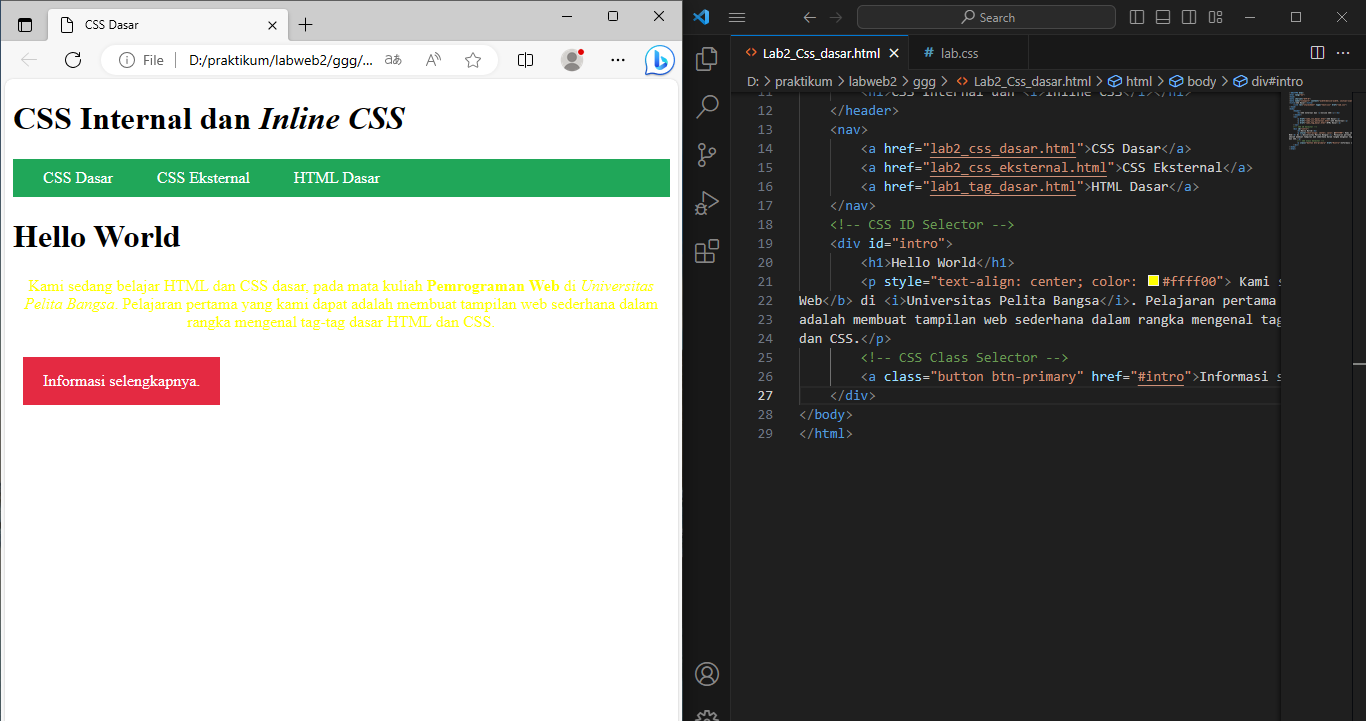 CSS Dasar
File
D:/praktikum/labweb2/ggg/...
CSS Internal dan Inline CSS
CSS Dasar CSS Eksternal HTML Dasar
Hello World
Kami sedang belajar HTML dan CSS dasar, pada mata kuliah Pemrograman Web di Universitas
Pelita Bangsa. Pelajaran pertama yang kami dapat adalah membuat tampilan web sederhana dalam
rangka mengenal tag-tag dasar HTML dan CSS.
Informasi selengkapnya.
Search
Lab2_Css_dasar.html
# lab.css
D: > praktikum > labweb2 > ggg > Lab2_Css_dasar.html > html > body > div#intro
11 <h1>CSS Internal dan <i>Inline CSS</i></h1>
12 </header>
13 <nav>
14 <a href="lab2_css_dasar.html">CSS Dasar</a>
15 <a href="lab2_css_eksternal.html">CSS Eksternal</a>
16 <a href="lab1_tag_dasar.html">HTML Dasar</a>
17 </nav>
18 <!-- CSS ID Selector -->
19 <div id="intro">
20 <h1>Hello World</h1>
21 <p style="text-align: center; color: #ffff00"> Kami s
22 Web</b> di <i>Universitas Pelita Bangsa</i>. Pelajaran pertama
23 adalah membuat tampilan web sederhana dalam rangka mengenal tag
24 dan CSS.</p>
25 <!-- CSS Class Selector -->
26 <a class="button btn-primary" href="#intro">Informasi s
27 </div>
28 </body>
29 </html>